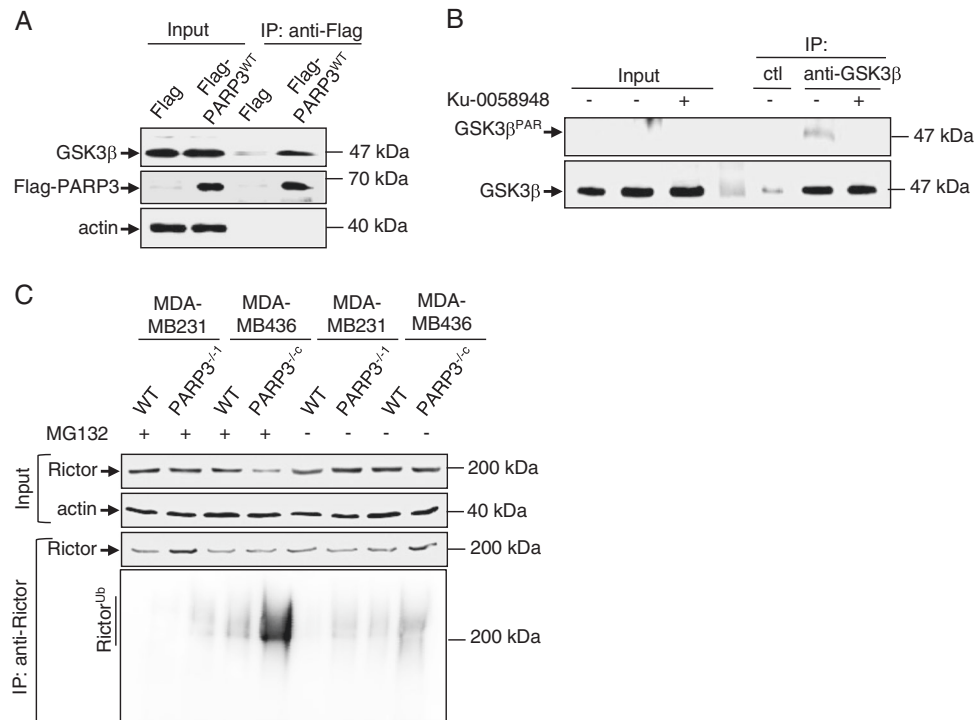 A
Input
IP: anti-Flag
Flag
Flag-PARP3WT
Flag
Flag-PARP3WT
GSK3β
47 kDa
Flag-PARP3
70 kDa
actin
40 kDa
B
IP:
Input
ctl
anti-GSK3β
Ku-0058948
- - + - - +
GSK3βPAR
47 kDa
GSK3β
47 kDa
C
MDA-
MB231
MDA-
MB436
MDA-
MB231
MDA-
MB436
WT
PARP3-/-1
WT
PARP3-/-c
WT
PARP3-/-1
WT
PARP3-/-c
MG132
+ + + + - - - -
Input
Rictor
200 kDa
actin
40 kDa
IP: anti-Rictor
Rictor
200 kDa
RictorUb
200 kDa